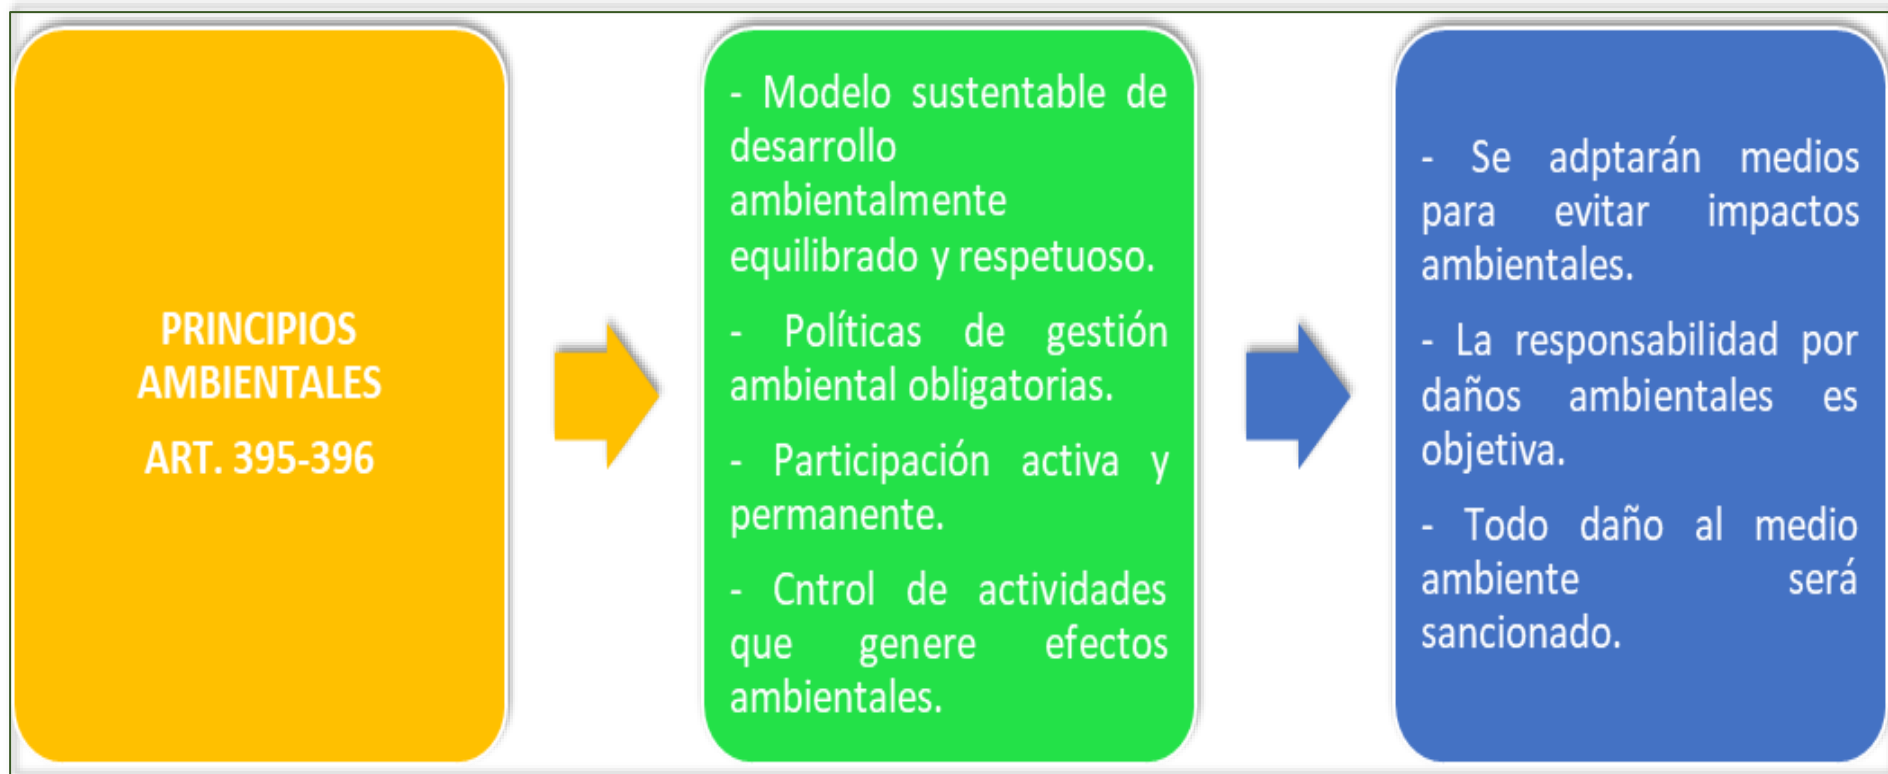 PRINCIPIOS
AMBIENTALES
ART. 395-396
- Modelo sustentable de
desarrollo
ambientalmente
equilibrado y respetuoso.
- Políticas de gestión
ambiental obligatorias.
- Participación activa y
permanente.
- Cntrol de actividades
que genere efectos
ambientales.
- Se adptarán medios
para evitar impactos
ambientales.
- La responsabilidad por
daños ambientales es
objetiva.
- Todo daño al medio
ambiente será
sancionado.